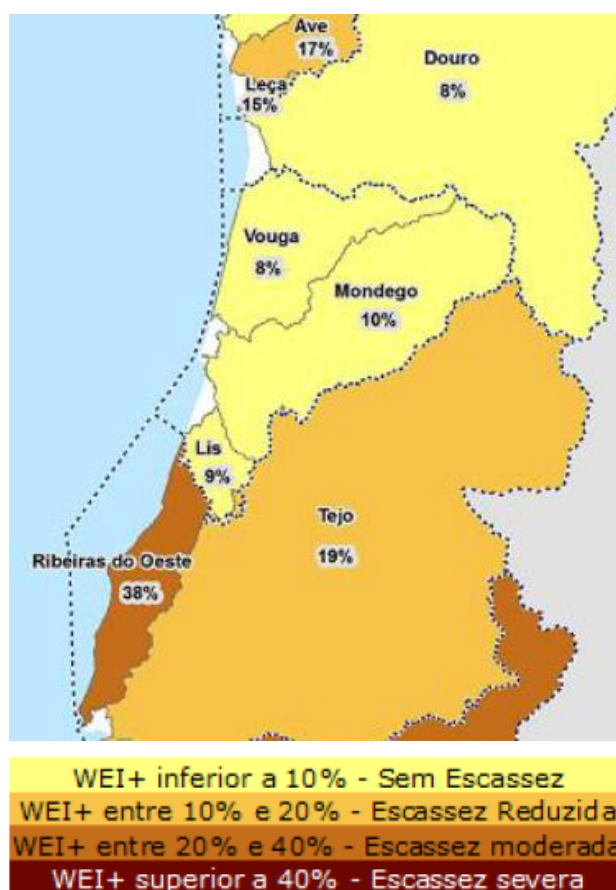 Ave
17%
Douro
8%
Leça
15%
Vouga
8%
Mondego
10%
Lis
9%
Tejo
19%
Ribeiras do Oeste
38%
WEI+ inferior a 10% - Sem Escassez
WEI+ entre 10% e 20% - Escassez Reduzida
WEI+ entre 20% e 40% - Escassez moderada
WEI+ superior a 40% - Escassez severa